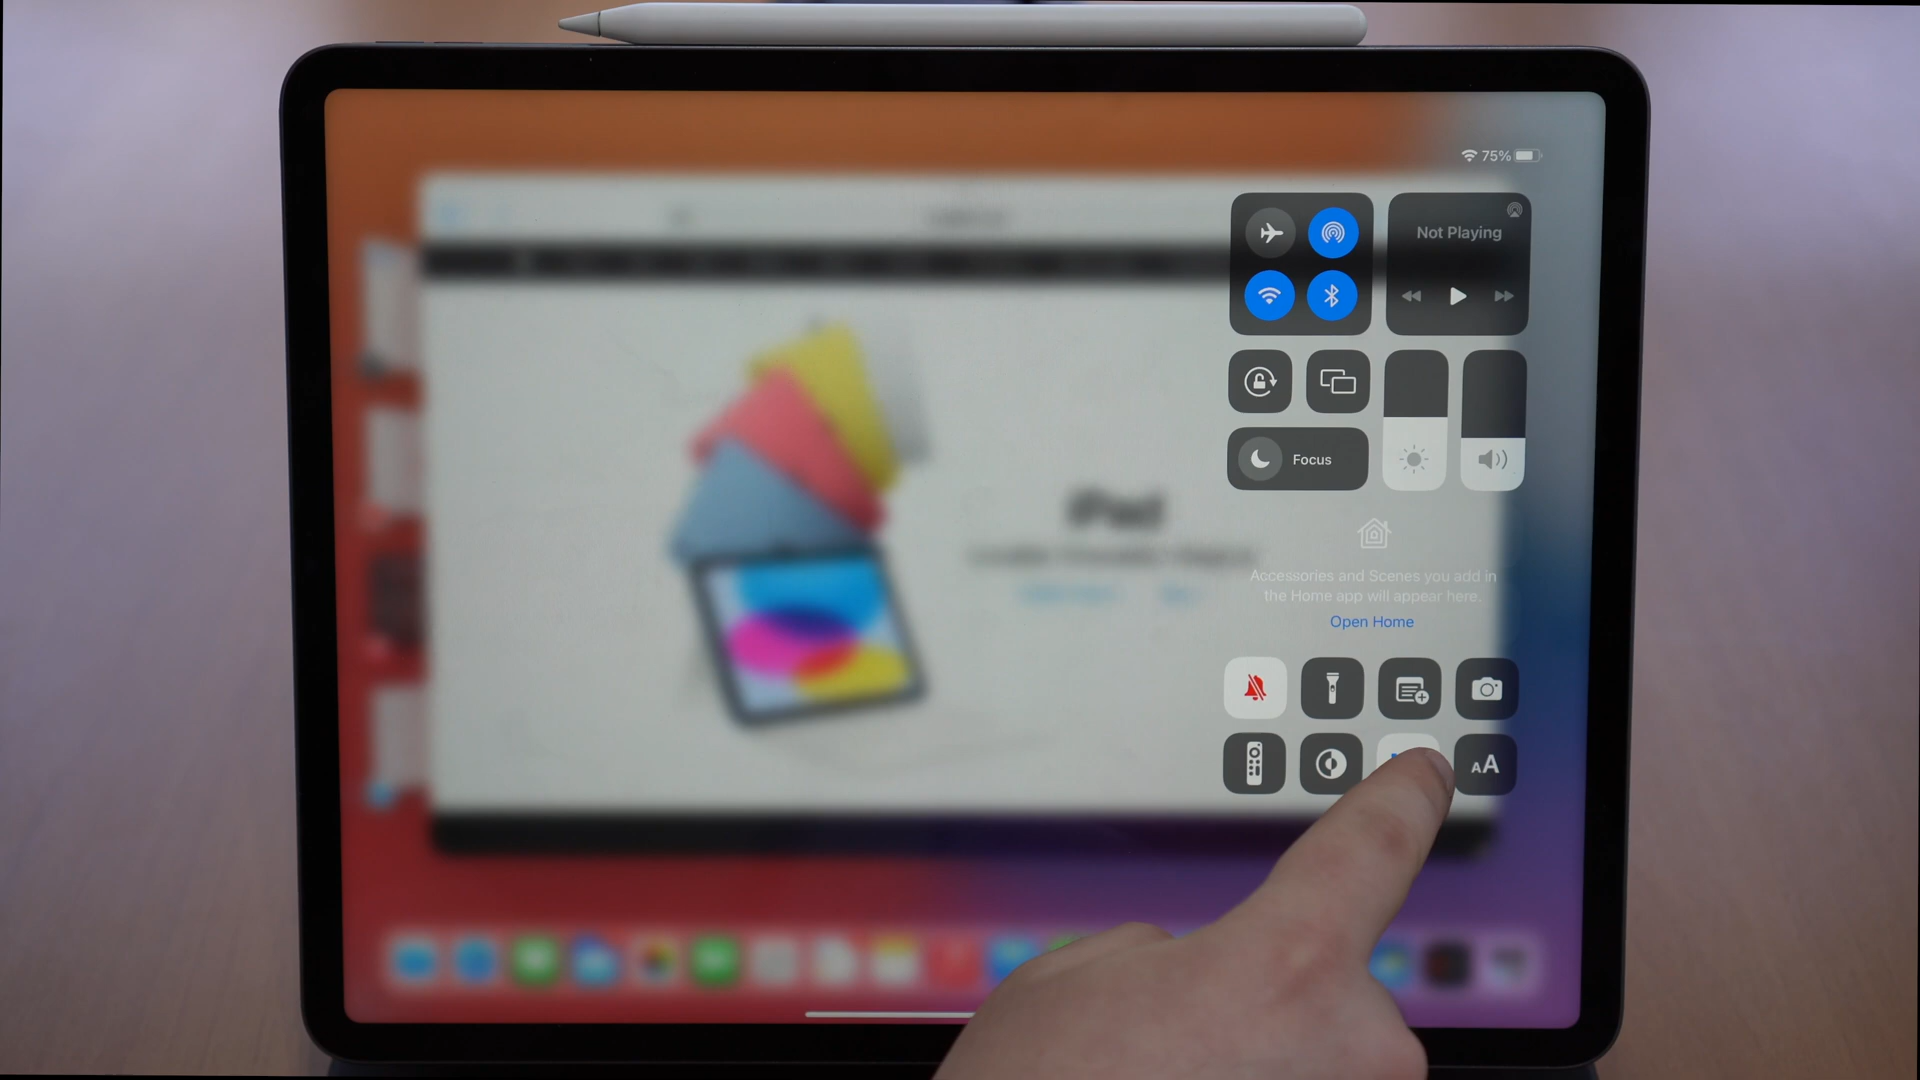 75%
Not Playing
Focus
iPad
Accessories and Scenes you add in
the Home app will appear here.
Open Home
AA